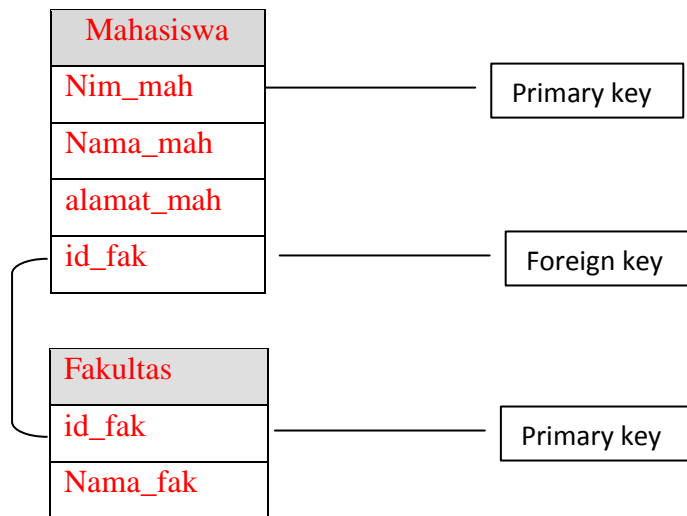 Mahasiswa
Nim_mah
Primary key
Nama_mah
alamat_mah
id_fak
Foreign key
Fakultas
id_fak
Primary key
Nama_fak